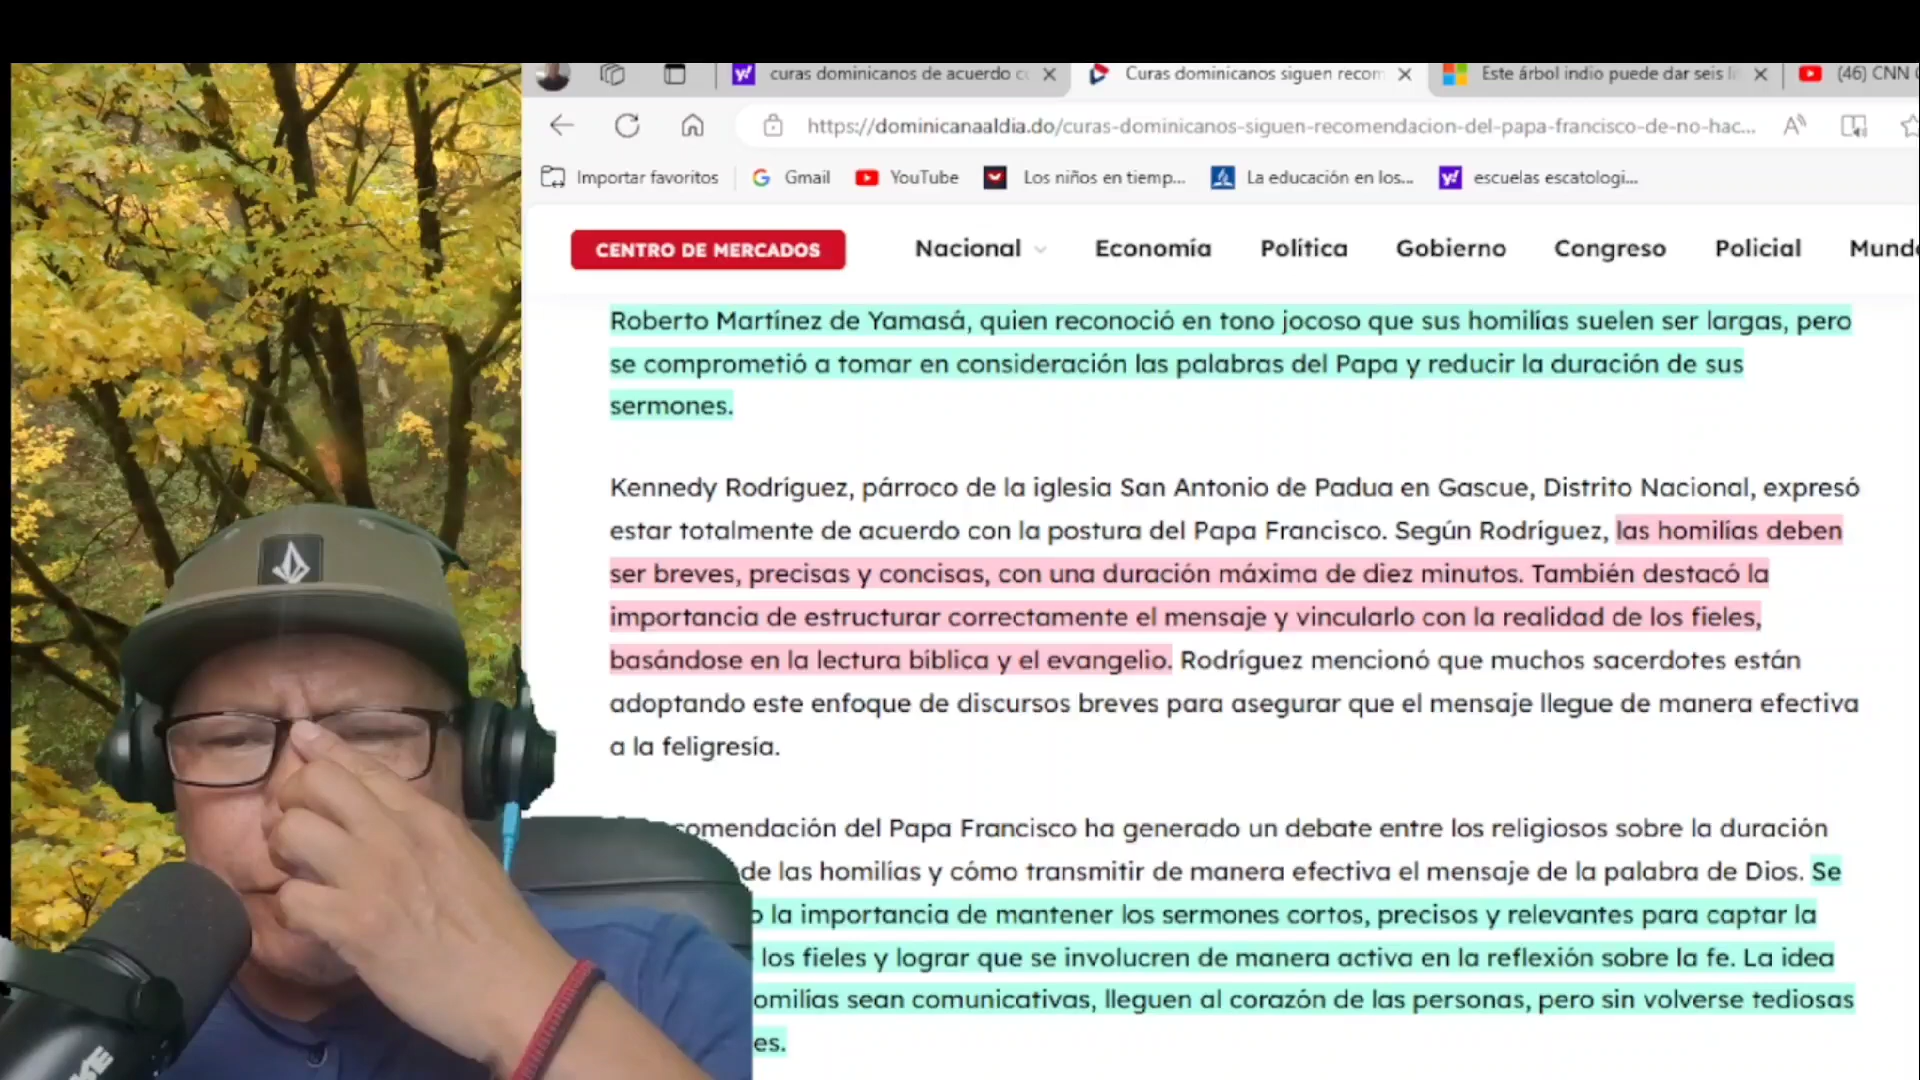 curas dominicanos de acuerdo
Curas dominicanos siguen recom
Este árbol indio puede dar seis
(46) CNN
https://dominicanaaldia.do/curas-dominicanos-siguen-recomendacion-del-papa-francisco-de-no-hac...
Importar favoritos
Gmail
YouTube
Los niños en tiemp...
La educación en los...
escuelas escatologi...
CENTRO DE MERCADOS
Nacional
Economía
Política
Gobierno
Congreso
Policial
Roberto Martínez de Yamasá, quien reconoció en tono jocoso que sus homilías suelen ser largas, pero
se comprometió a tomar en consideración las palabras del Papa y reducir la duración de sus
sermones.
Kennedy Rodríguez, párroco de la iglesia San Antonio de Padua en Gascue, Distrito Nacional, expresó
estar totalmente de acuerdo con la postura del Papa Francisco. Según Rodríguez, las homilías deben
ser breves, precisas y concisas, con una duración máxima de diez minutos. También destacó la
importancia de estructurar correctamente el mensaje y vincularlo con la realidad de los fieles,
basándose en la lectura bíblica y el evangelio. Rodríguez mencionó que muchos sacerdotes están
adoptando este enfoque de discursos breves para asegurar que el mensaje llegue de manera efectiva
a la feligresía.
omendación del Papa Francisco ha generado un debate entre los religiosos sobre la duración
de las homilías y cómo transmitir de manera efectiva el mensaje de la palabra de Dios. Se
la importancia de mantener los sermones cortos, precisos y relevantes para captar la
los fieles y lograr que se involucren de manera activa en la reflexión sobre la fe. La idea
omilías sean comunicativas, lleguen al corazón de las personas, pero sin volverse tediosas
es.